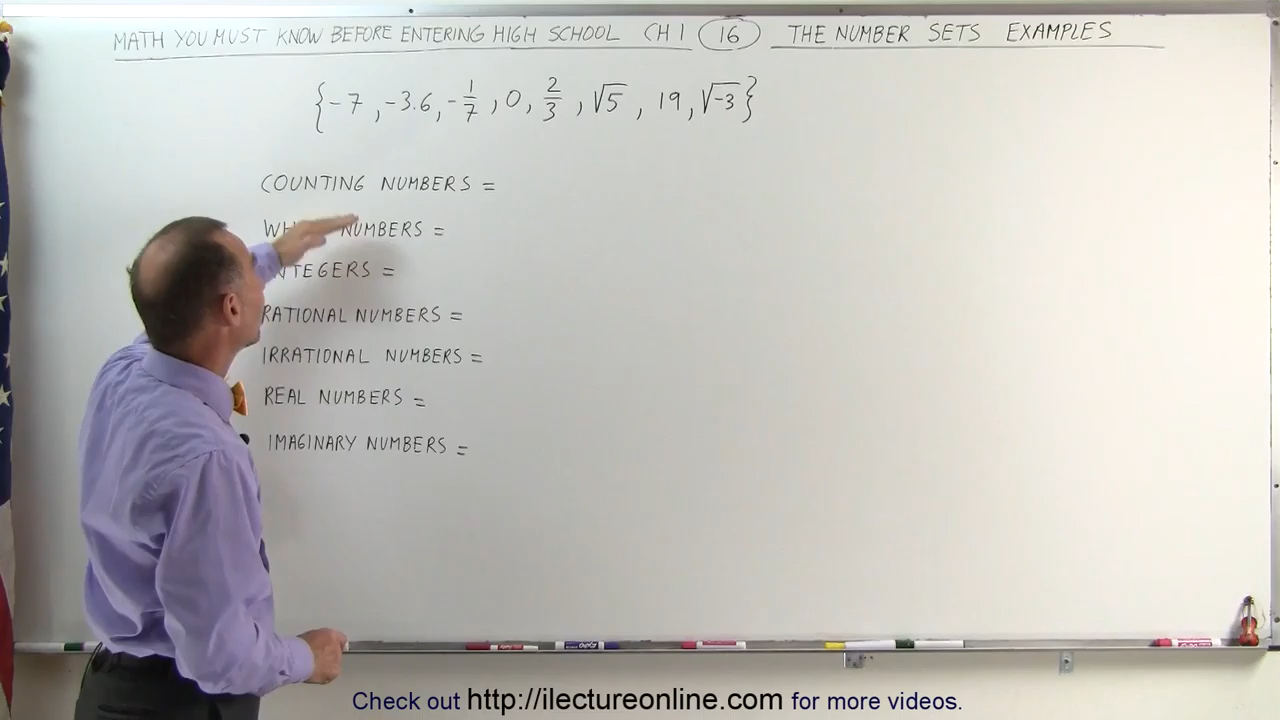 MATH YOU MUST KNOW BEFORE ENTERING HIGH SCHOOL CH 1 16 THE NUMBER SETS EXAMPLES
{-7, -3.6, -1/7, 0, 2/3, √5, 19, √-3}
COUNTING NUMBERS =
NUMBERS =
INTEGERS =
RATIONAL NUMBERS =
IRRATIONAL NUMBERS =
REAL NUMBERS =
IMAGINARY NUMBERS =
Check out http://ilectureonline.com for more videos.